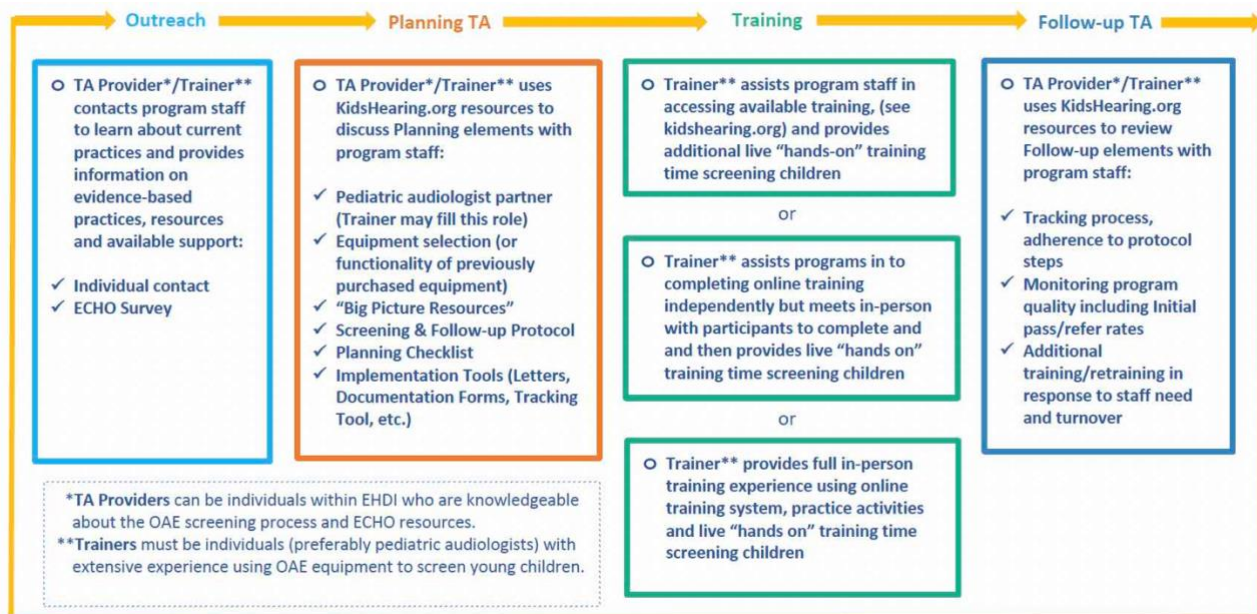 Outreach
Planning TA
Training
Follow-up TA
O TA Provider*/Trainer**
contacts program staff
to learn about current
practices and provides
information on
evidence-based
practices, resources
and available support:
✓ Individual contact
✓ ECHO Survey
O TA Provider*/Trainer** uses
KidsHearing.org resources to
discuss Planning elements with
program staff:
✓ Pediatric audiologist partner
(Trainer may fill this role)
✓ Equipment selection (or
functionality of previously
purchased equipment)
✓ “Big Picture Resources”
✓ Screening & Follow-up Protocol
✓ Planning Checklist
✓ Implementation Tools (Letters,
Documentation Forms, Tracking
Tool, etc.)
O Trainer** assists program staff in
accessing available training, (see
kidshearing.org) and provides
additional live “hands-on” training
time screening children
or
O Trainer** assists programs in to
completing online training
independently but meets in-person
with participants to complete and
and then provides live “hands on”
training time screening children
or
O Trainer** provides full in-person
training experience using online
training system, practice activities
and live “hands on” training time
screening children
O TA Provider*/Trainer**
uses KidsHearing.org
resources to review
Follow-up elements with
program staff:
✓ Tracking process,
adherence to protocol
steps
✓ Monitoring program
quality including Initial
pass/refer rates
✓ Additional
training/retraining in
response to staff need
and turnover
*TA Providers can be individuals within EHDI who are knowledgeable
about the OAE screening process and ECHO resources.
**Trainers must be individuals (preferably pediatric audiologists) with
extensive experience using OAE equipment to screen young children.